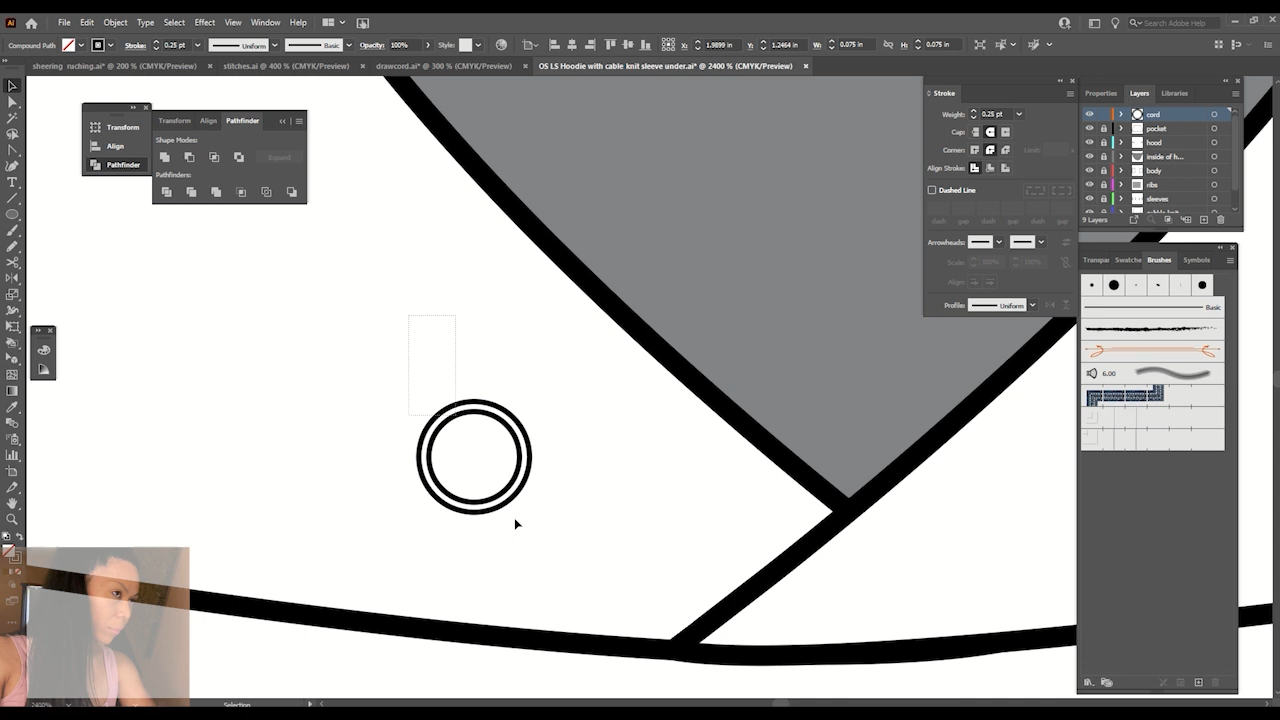 Ai File Edit Object Type Select Effect View Window Help Search Adobe Help
Compound Path Stroke: 0.25 pt Uniform Basic Opacity: 100% Style: X: 1.9899 in Y: 1.2464 in W: 0.075 in H: 0.075 in
sheering ruching.ai* @ 200 % (CMYK/Preview) × stitches.ai @ 400 % (CMYK/Preview) × drawcord.ai* @ 300 % (CMYK/Preview) × OS LS Hoodie with cable knit sleeve under.ai* @ 2400 % (CMYK/Preview) ×
Transform
Align
Pathfinder
Transform Align Pathfinder
Shape Modes:
Expand
Pathfinders:
Stroke
Weight: 0.25 pt
Cap:
Corner: Limit:
Align Stroke:
Dashed Line
dash gap dash gap dash gap
Arrowheads:
Scale: 100% 100%
Align:
Profile: Uniform
Properties Layers Libraries
cord
pocket
hood
inside of h...
body
ribs
sleeves
9 Layers
Transpar Swatche Brushes Symbols
Basic
6.00
2400% Selection